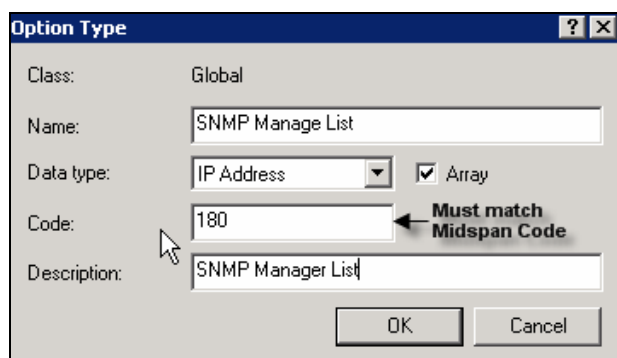 Option Type
Class: Global
Name: SNMP Manage List
Data type: IP Address Array
Code: 180 Must match
Midspan Code
Description: SNMP Manager List
OK Cancel